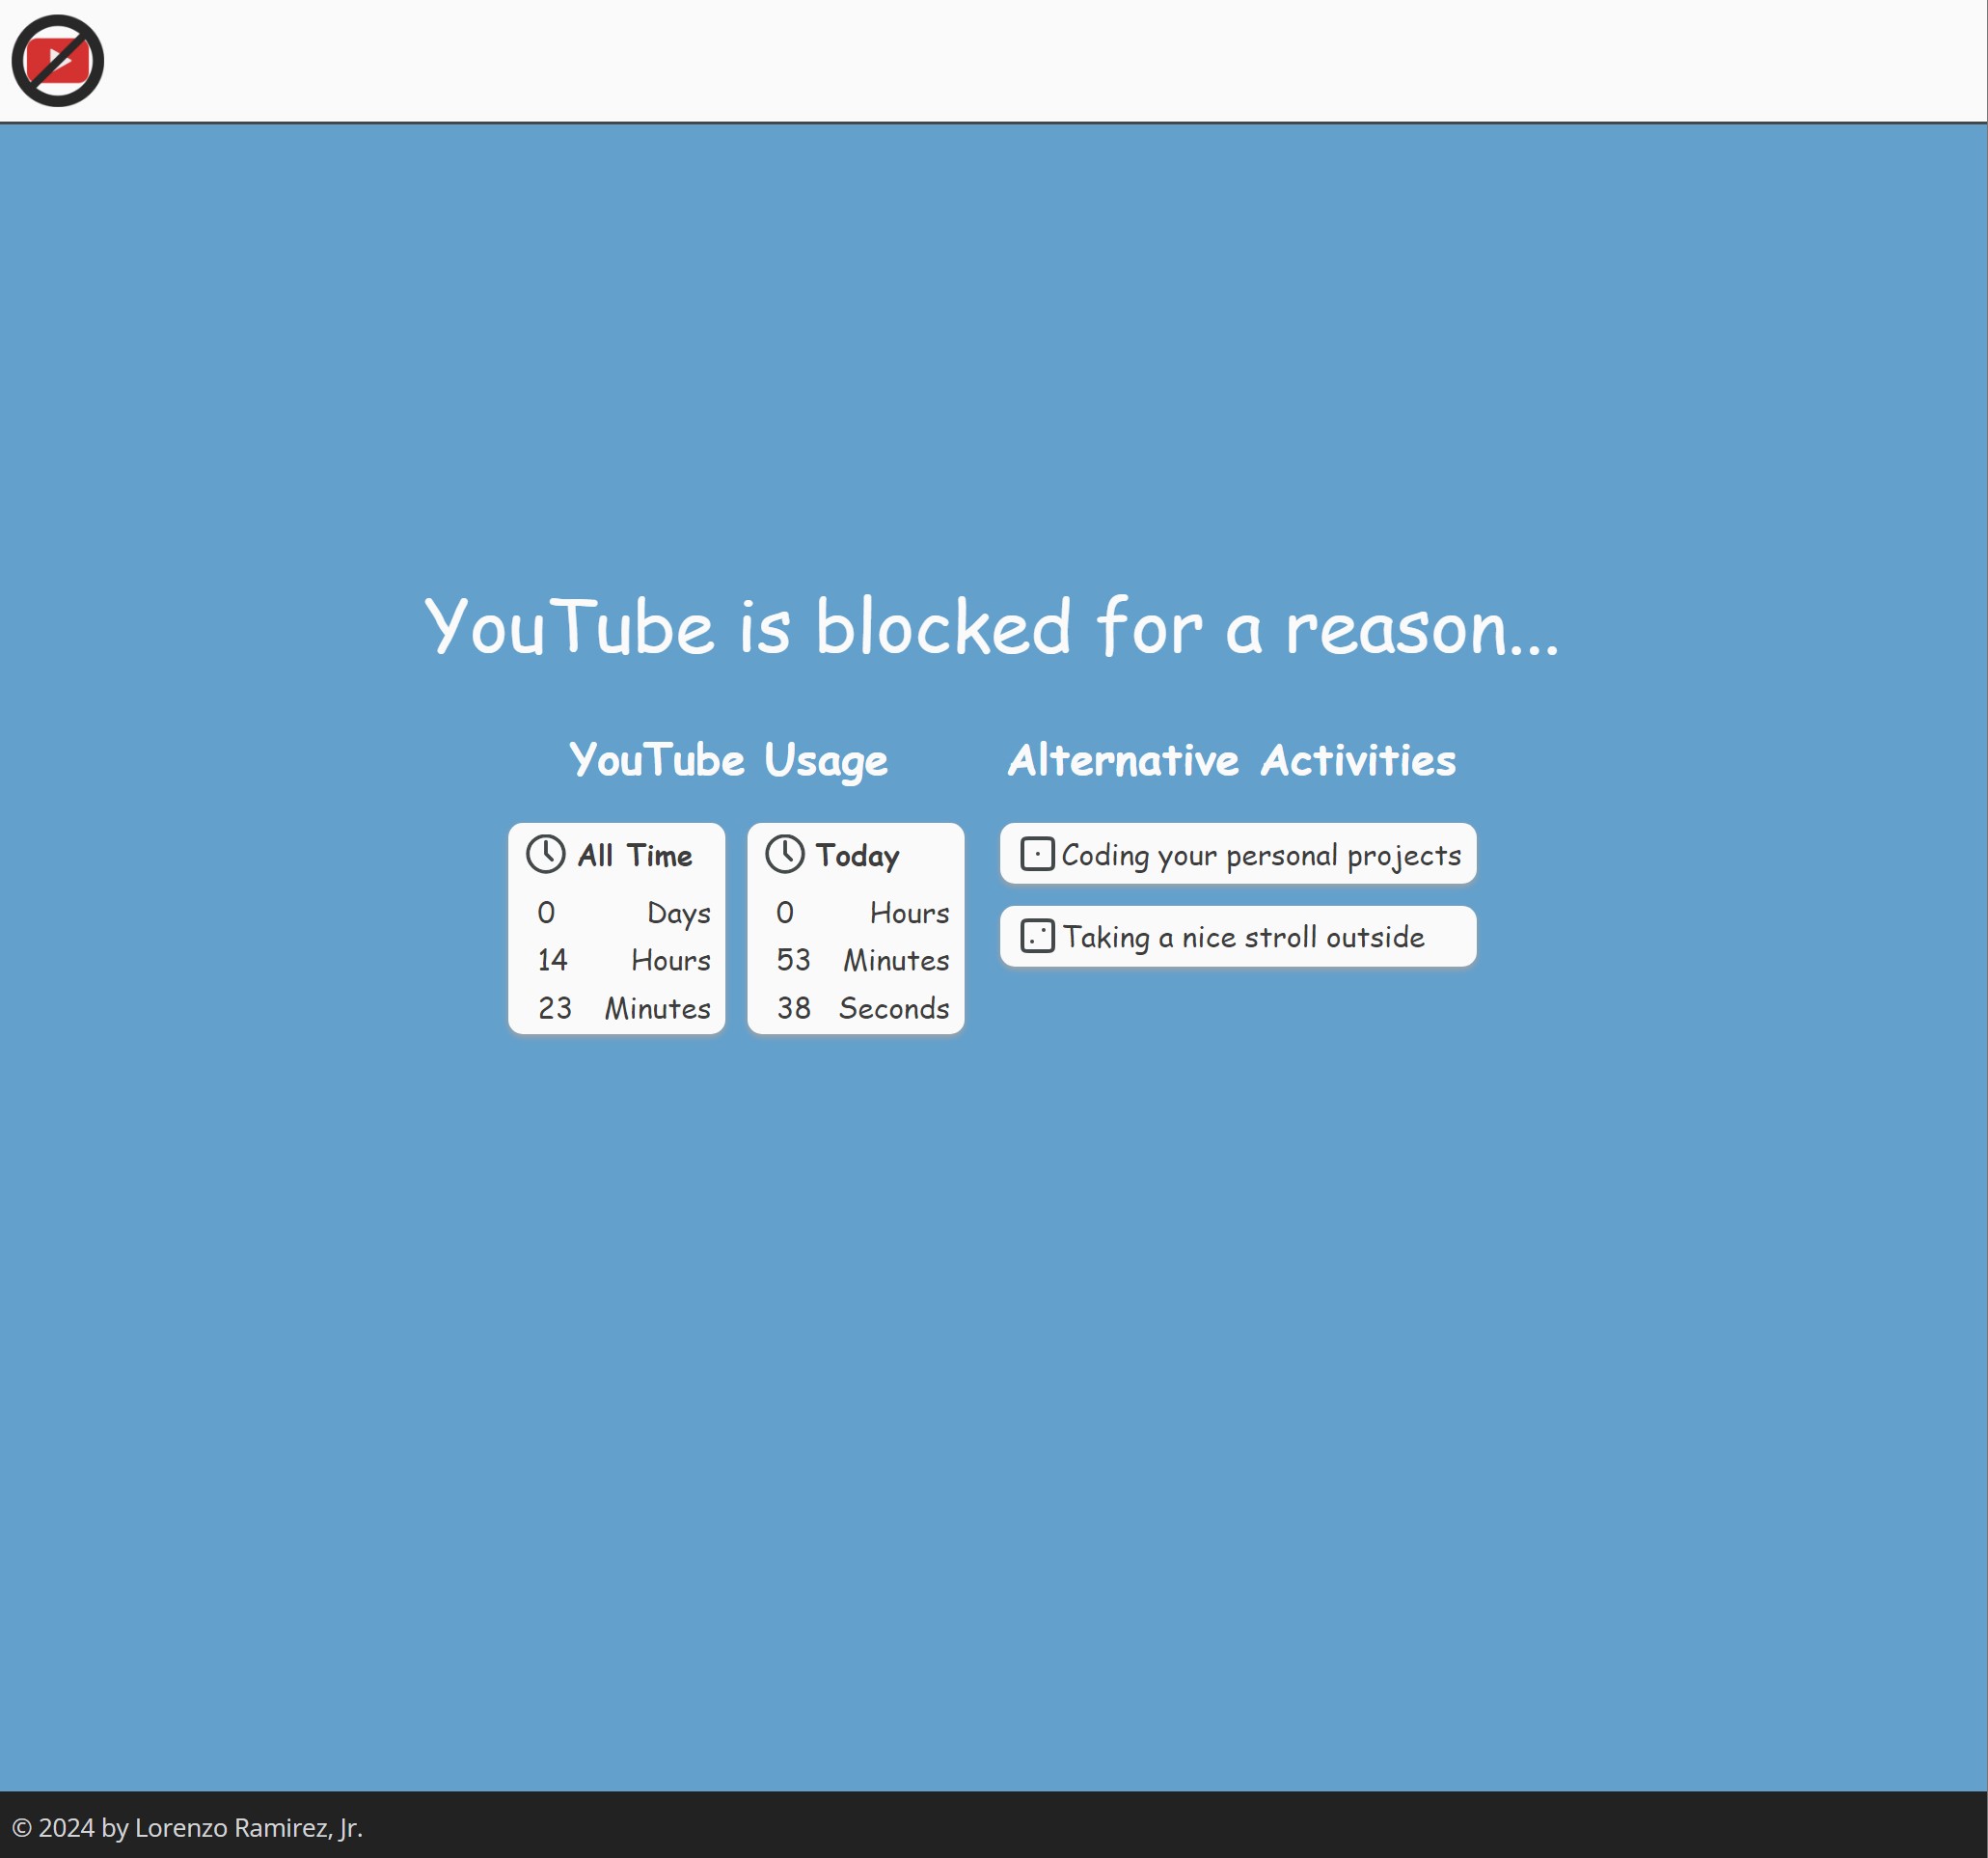 YouTube is blocked for a reason...
YouTube Usage
All Time
0 Days
14 Hours
23 Minutes
Today
0 Hours
53 Minutes
38 Seconds
Alternative Activities
Coding your personal projects
Taking a nice stroll outside
© 2024 by Lorenzo Ramirez, Jr.